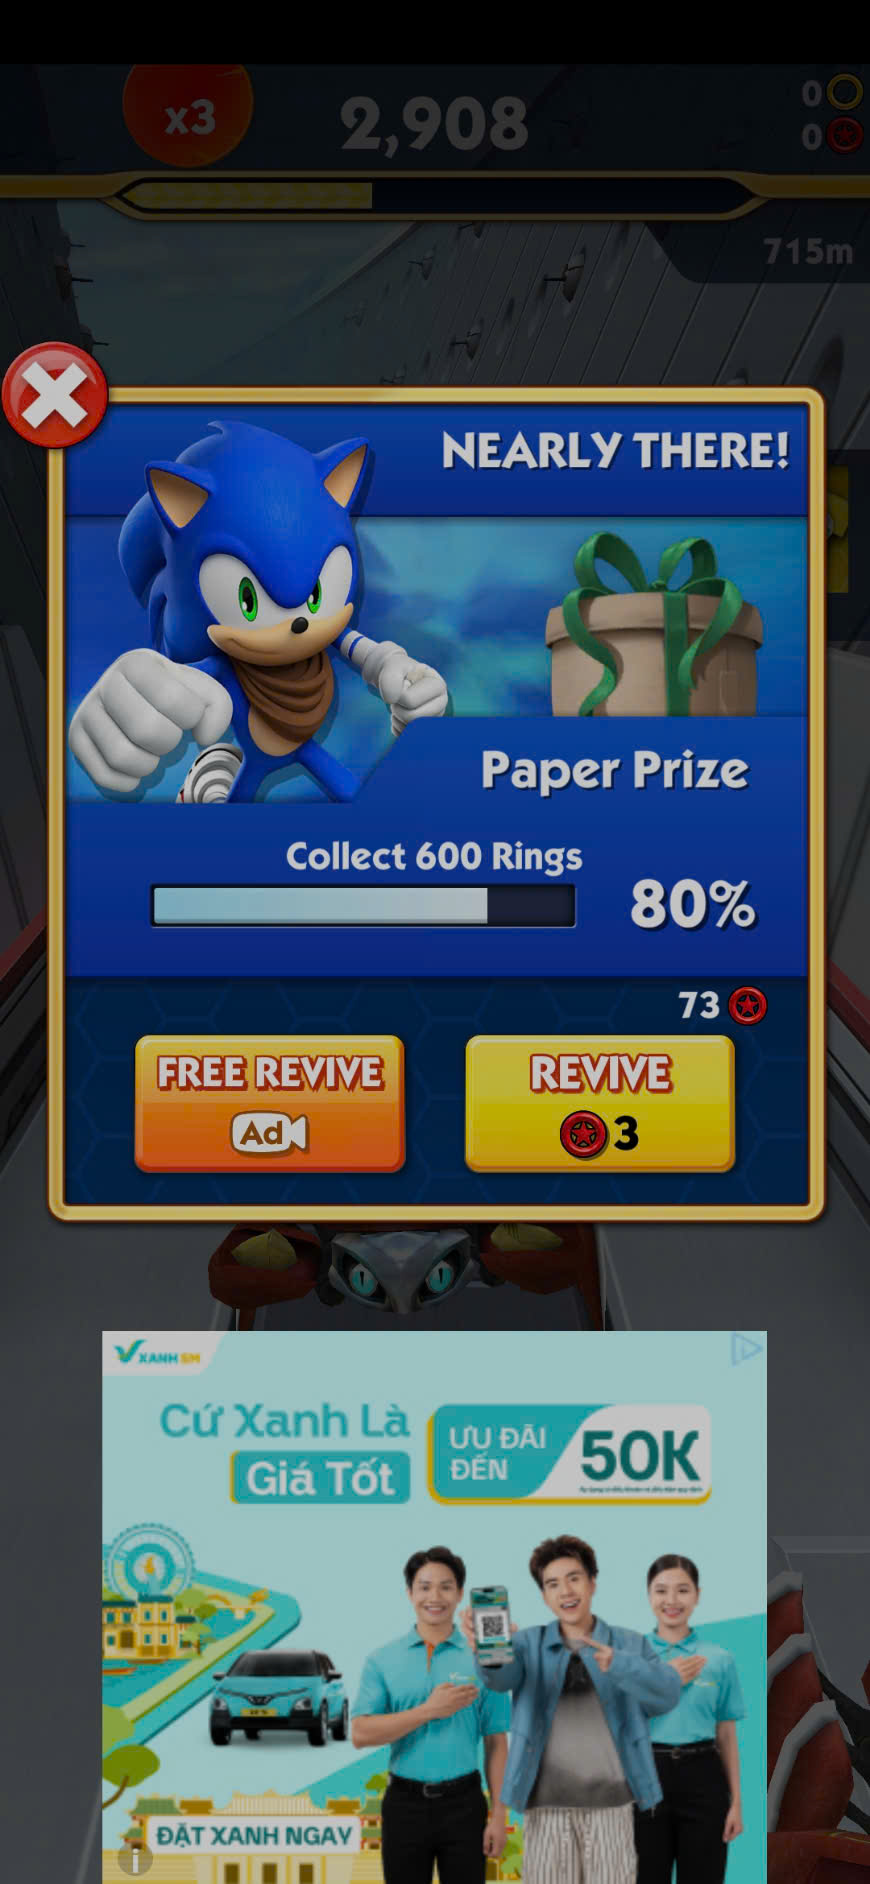 x3
2,908
0
0
715m
NEARLY THERE!
Paper Prize
Collect 600 Rings
80%
73
FREE REVIVE
REVIVE
Ad
3
XANH SM
Cứ Xanh Là
Giá Tốt
ƯU ĐÃI
ĐẾN
50K
ĐẶT XANH NGAY